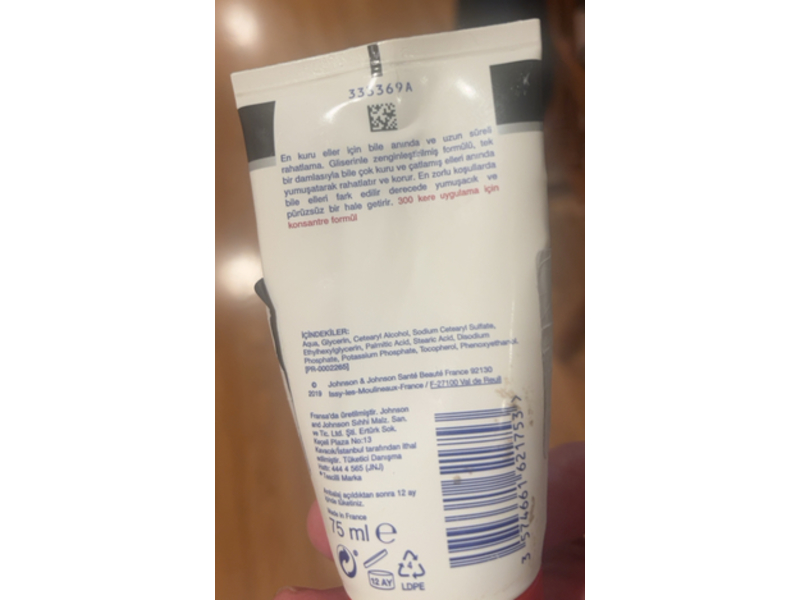 333369A
En kuru eller için bile anında ve uzun süreli
rahatlama. Gliserinle zenginleştirilmiş formülü, tek
bir damlasıyla bile çok kuru ve çatlamış elleri anında
yumuşatarak rahatlatır ve korur. En zorlu koşullarda
bile elleri fark edilir derecede yumuşacık ve
pürüzsüz bir hale getirir. 300 kere uygulama için
konsantre formül
İÇİNDEKİLER:
Aqua, Glycerin, Cetearyl Alcohol, Sodium Cetearyl Sulfate,
Ethylhexylglycerin, Palmitic Acid, Stearic Acid, Disodium
Phosphate, Potassium Phosphate, Tocopherol, Phenoxyethanol.
[PR-0002265]
© Johnson & Johnson Santé Beauté France 92130
2019 Issy-les-Moulineaux-France / F-27100 Val de Reuil
Fransa'da üretilmiştir. Johnson
and Johnson Sıhhi Malz. San.
ve Tic. Ltd. Şti. Ertürk Sok.
Keçeli Plaza No:13
Kavacık/İstanbul tarafından ithal
edilmiştir. Tüketici Danışma
Hattı: 444 4 565 (JNJ)
* Tescilli Marka
Ambalaj açıldıktan sonra 12 ay
içinde tüketiniz.
Made in France
75 ml e
12 AY
4
LDPE
3 574661 621753